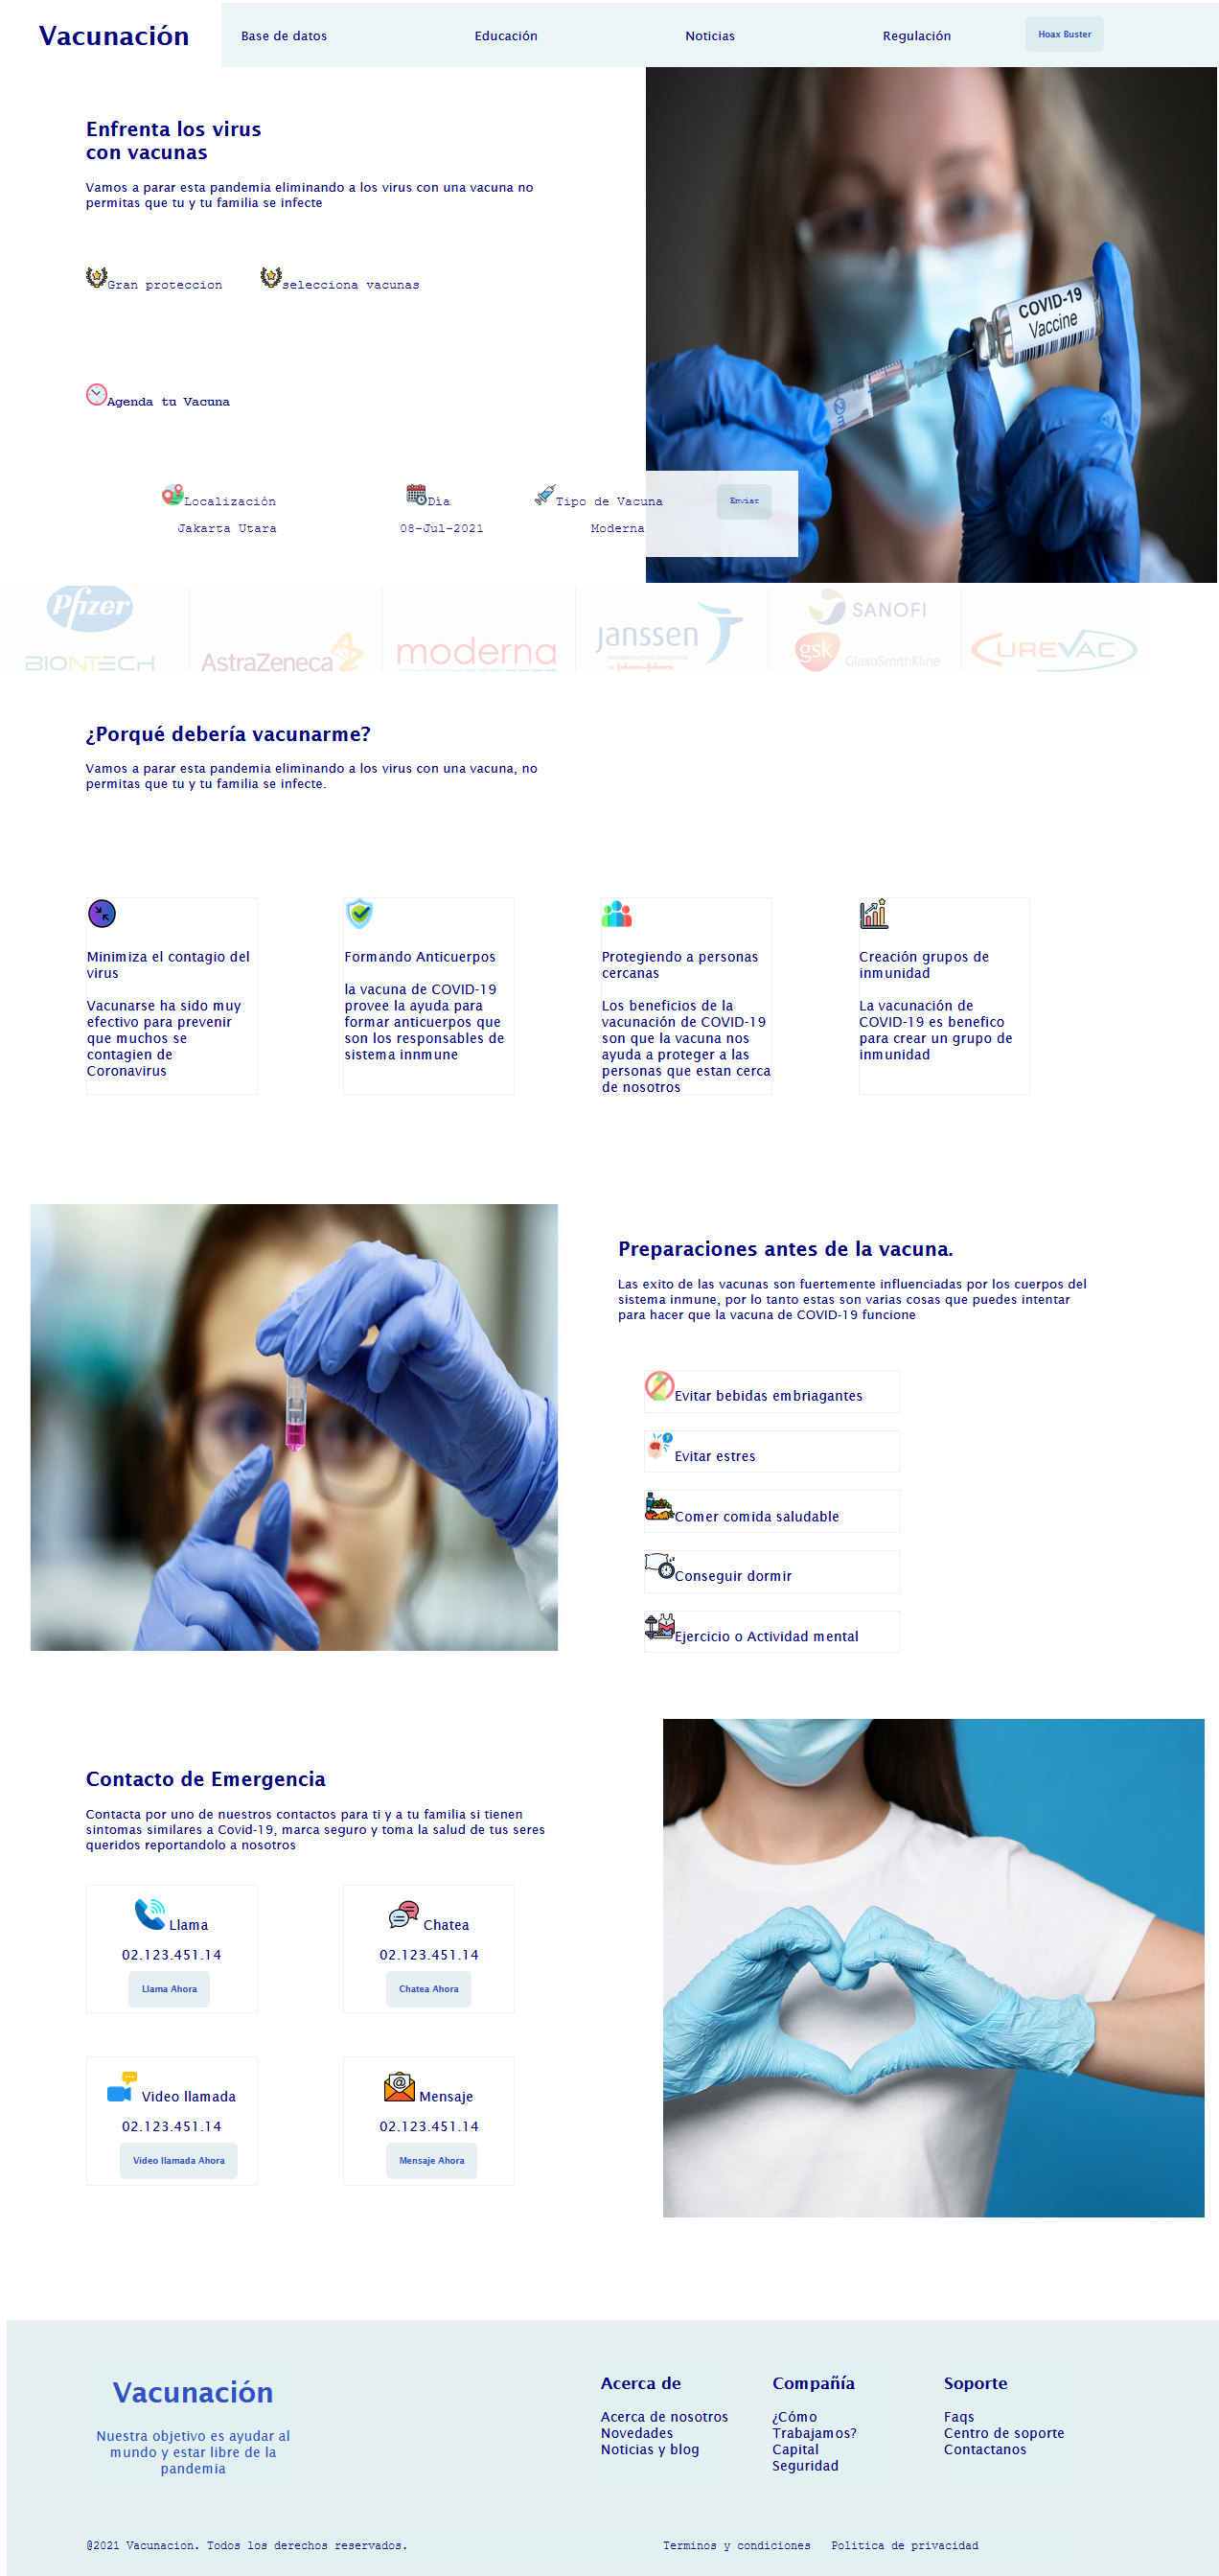 Vacunación
Base de datos
Educación
Noticias
Regulación
Hoax Buster
Enfrenta los virus
con vacunas
Vamos a parar esta pandemia eliminando a los virus con una vacuna no
permitas que tu y tu familia se infecte
Gran proteccion
selecciona vacunas
COVID-19
Vaccine
Agenda tu Vacuna
Localización
Día
Tipo de Vacuna
Enviar
Jakarta Utara
08-Jul-2021
Moderna
Pfizer
BIONTECH
AstraZeneca
moderna
janssen
Johnson & Johnson
SANOFI
gsk
GlaxoSmithKline
CUREVAC
¿Porqué debería vacunarme?
Vamos a parar esta pandemia eliminando a los virus con una vacuna, no
permitas que tu y tu familia se infecte.
Minimiza el contagio del
virus
Vacunarse ha sido muy
efectivo para prevenir
que muchos se
contagien de
Coronavirus
Formando Anticuerpos
la vacuna de COVID-19
provee la ayuda para
formar anticuerpos que
son los responsables de
sistema innmune
Protegiendo a personas
cercanas
Los beneficios de la
vacunación de COVID-19
son que la vacuna nos
ayuda a proteger a las
personas que estan cerca
de nosotros
Creación grupos de
inmunidad
La vacunación de
COVID-19 es benefico
para crear un grupo de
inmunidad
Preparaciones antes de la vacuna.
Las exito de las vacunas son fuertemente influenciadas por los cuerpos del
sistema inmune, por lo tanto estas son varias cosas que puedes intentar
para hacer que la vacuna de COVID-19 funcione
Evitar bebidas embriagantes
Evitar estres
Comer comida saludable
Conseguir dormir
Ejercicio o Actividad mental
Contacto de Emergencia
Contacta por uno de nuestros contactos para ti y a tu familia si tienen
sintomas similares a Covid-19, marca seguro y toma la salud de tus seres
queridos reportandolo a nosotros
Llama
02.123.451.14
Llama Ahora
Chatea
02.123.451.14
Chatea Ahora
Video llamada
02.123.451.14
Video llamada Ahora
Mensaje
02.123.451.14
Mensaje Ahora
Vacunación
Nuestra objetivo es ayudar al
mundo y estar libre de la
pandemia
Acerca de
Acerca de nosotros
Novedades
Noticias y blog
Compañía
¿Cómo
Trabajamos?
Capital
Seguridad
Soporte
Faqs
Centro de soporte
Contactanos
@2021 Vacunacion. Todos los derechos reservados.
Terminos y condiciones
Politica de privacidad